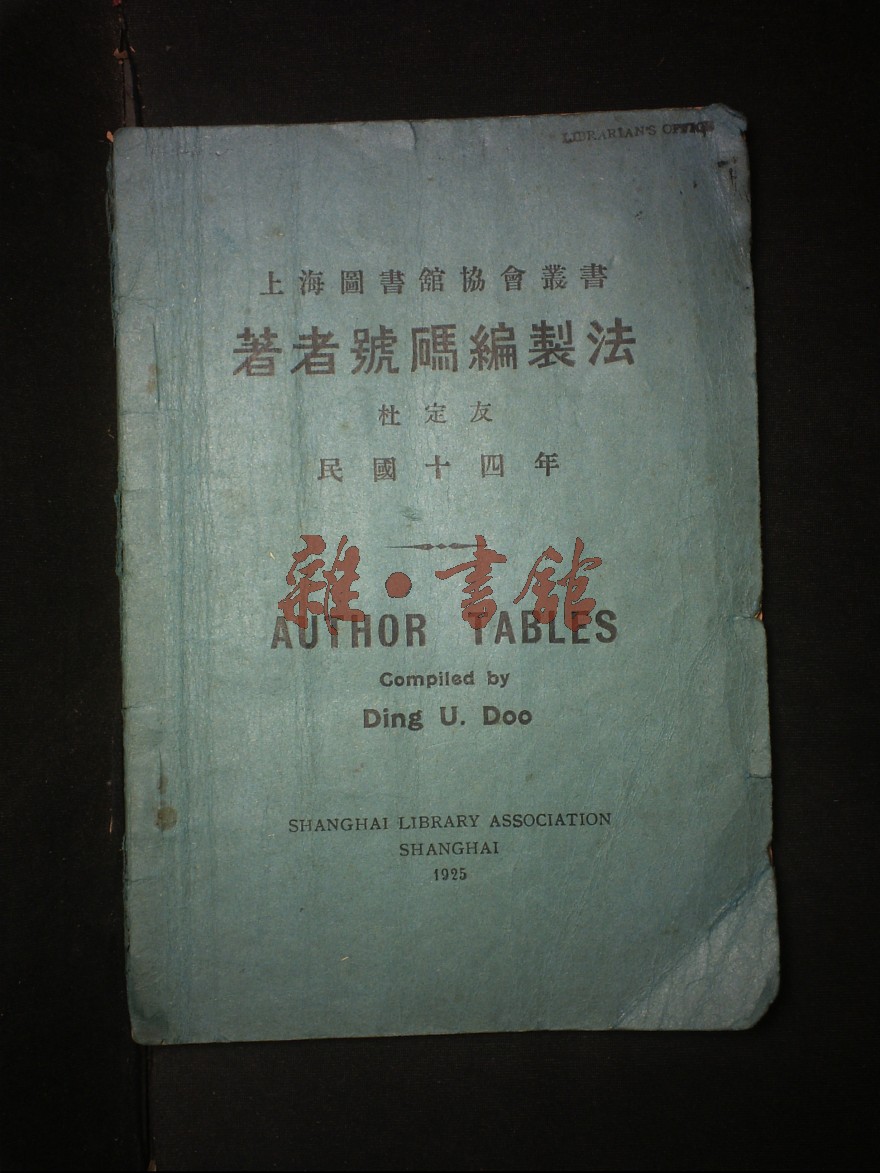 LIBRARIAN'S OFFICE
上海圖書舘協會叢書
著者號碼編製法
杜定友
民國十四年
雜·書舘
AUTHOR TABLES
Compiled by
Ding U. Doo
SHANGHAI LIBRARY ASSOCIATION
SHANGHAI
1925